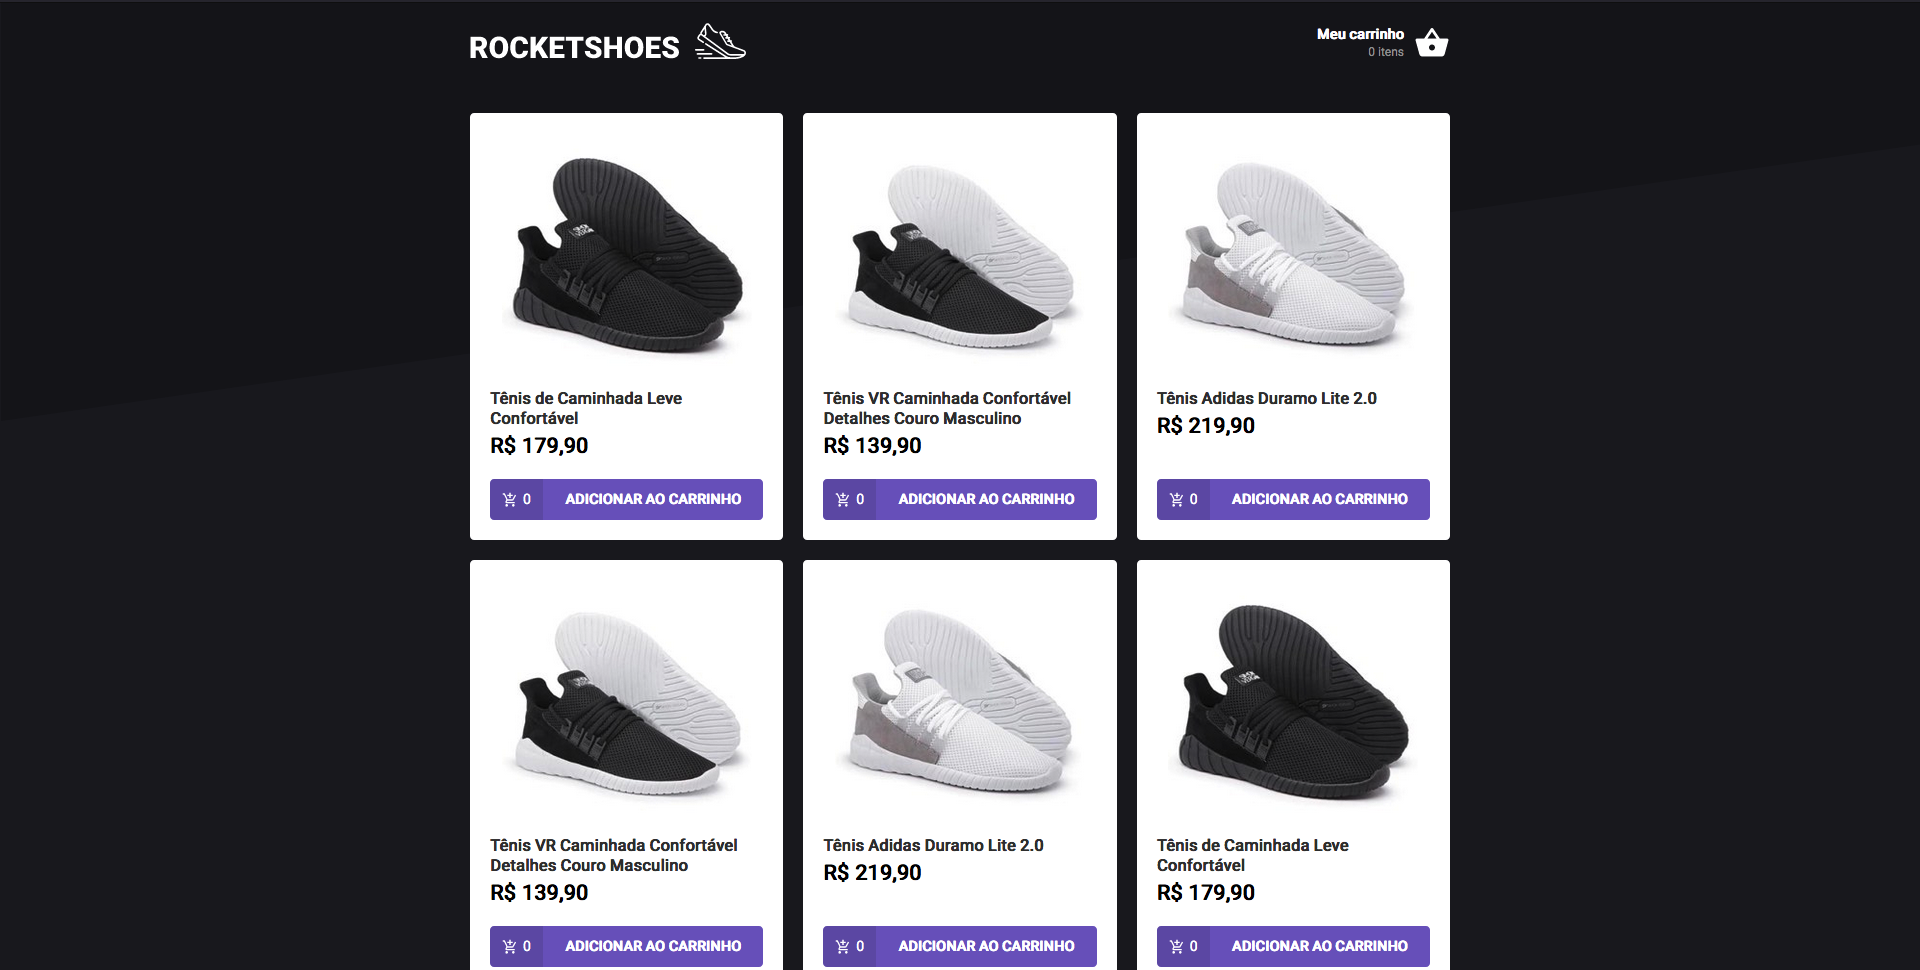 ROCKETSHOES
Meu carrinho
0 itens
Tênis de Caminhada Leve
Confortável
R$ 179,90
0 ADICIONAR AO CARRINHO
Tênis VR Caminhada Confortável
Detalhes Couro Masculino
R$ 139,90
0 ADICIONAR AO CARRINHO
Tênis Adidas Duramo Lite 2.0
R$ 219,90
0 ADICIONAR AO CARRINHO
Tênis VR Caminhada Confortável
Detalhes Couro Masculino
R$ 139,90
0 ADICIONAR AO CARRINHO
Tênis Adidas Duramo Lite 2.0
R$ 219,90
0 ADICIONAR AO CARRINHO
Tênis de Caminhada Leve
Confortável
R$ 179,90
0 ADICIONAR AO CARRINHO